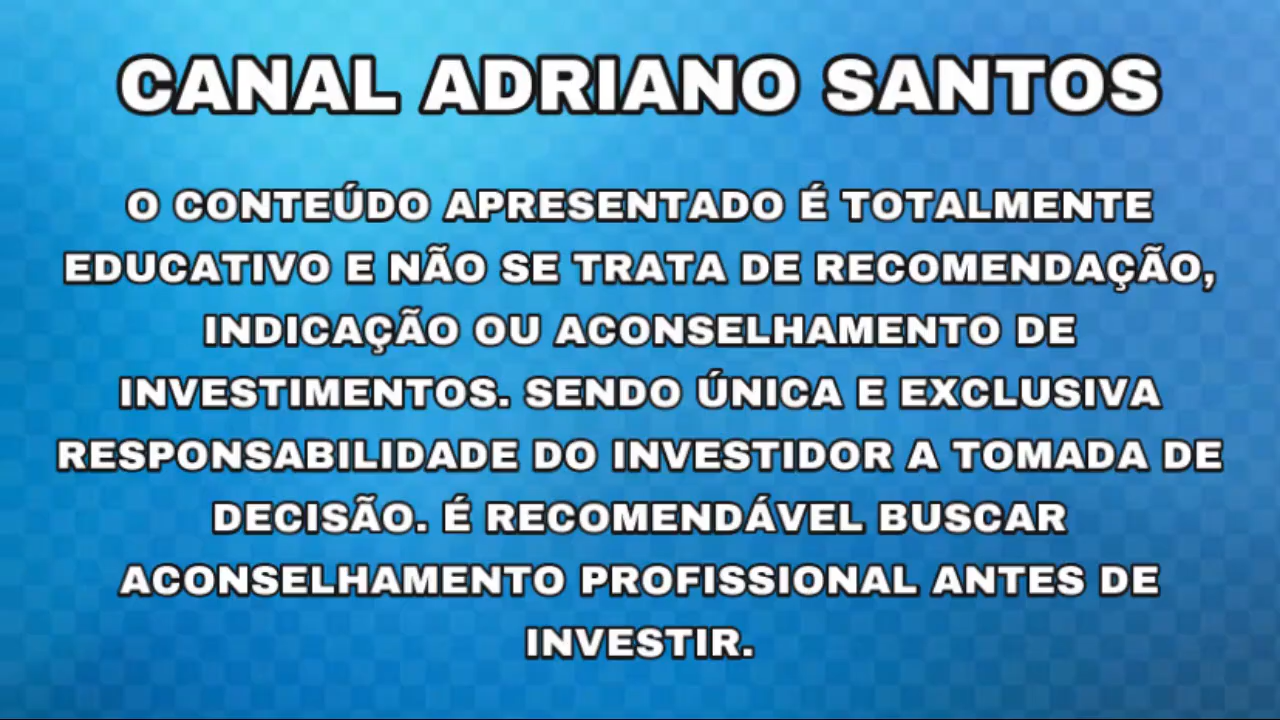 CANAL ADRIANO SANTOS
O CONTEÚDO APRESENTADO É TOTALMENTE
EDUCATIVO E NÃO SE TRATA DE RECOMENDAÇÃO,
INDICAÇÃO OU ACONSELHAMENTO DE
INVESTIMENTOS. SENDO ÚNICA E EXCLUSIVA
RESPONSABILIDADE DO INVESTIDOR A TOMADA DE
DECISÃO. É RECOMENDÁVEL BUSCAR
ACONSELHAMENTO PROFISSIONAL ANTES DE
INVESTIR.